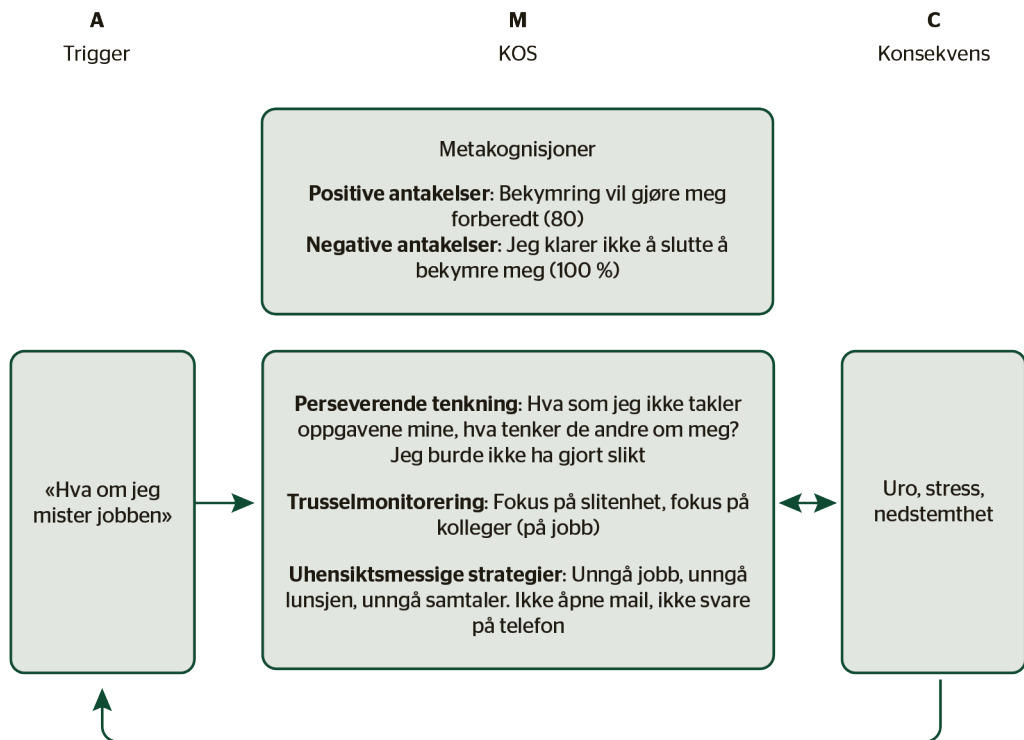 A
M
C
Trigger
KOS
Konsekvens
Metakognisjoner
Positive antakelser: Bekymring vil gjøre meg
forberedt (80)
Negative antakelser: Jeg klarer ikke å slutte å
bekymre meg (100 %)
«Hva om jeg
mister jobben»
Perseverende tenkning: Hva som jeg ikke takler
oppgavene mine, hva tenker de andre om meg?
Jeg burde ikke ha gjort slikt
Trusselmonitorering: Fokus på slitenhet, fokus på
kolleger (på jobb)
Uhensiktsmessige strategier: Unngå jobb, unngå
lunsjen, unngå samtaler. Ikke åpne mail, ikke svare
på telefon
Uro, stress,
nedstemthet